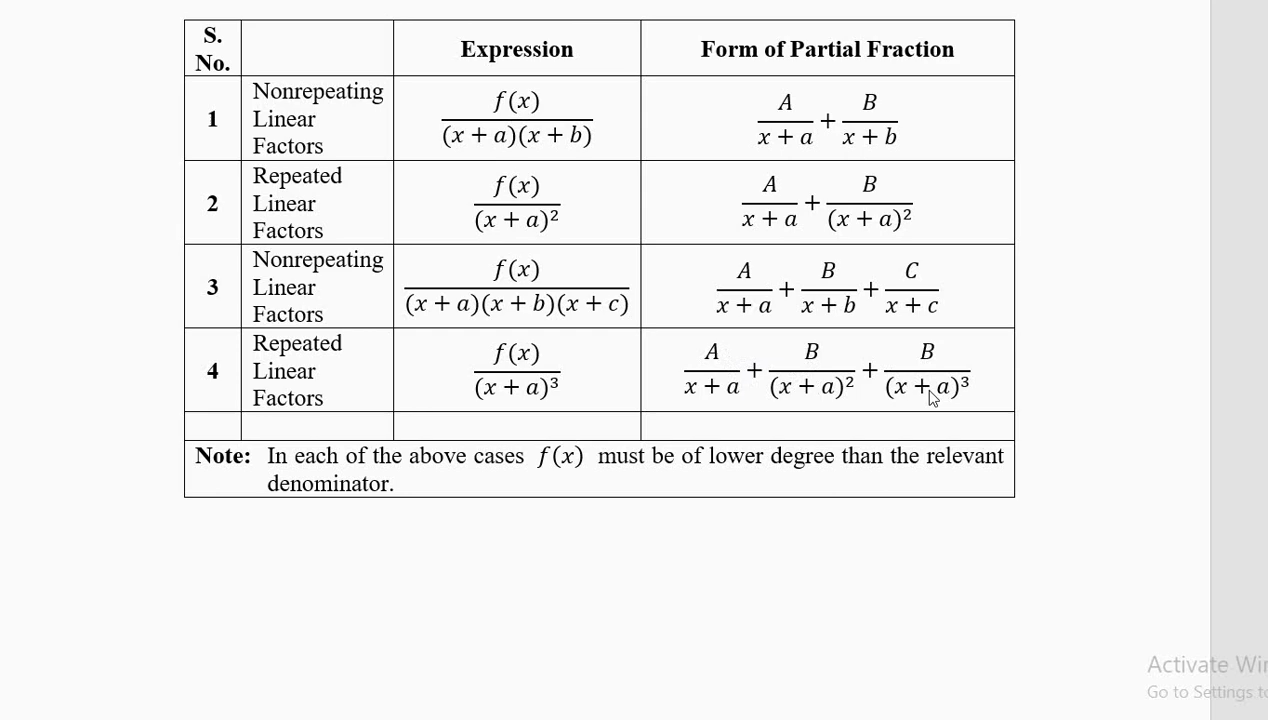 S. No. Expression Form of Partial Fraction
1 Nonrepeating Linear Factors f(x)/((x + a)(x + b)) A/(x + a) + B/(x + b)
2 Repeated Linear Factors f(x)/(x + a)² A/(x + a) + B/(x + a)²
3 Nonrepeating Linear Factors f(x)/((x + a)(x + b)(x + c)) A/(x + a) + B/(x + b) + C/(x + c)
4 Repeated Linear Factors f(x)/(x + a)³ A/(x + a) + B/(x + a)² + B/(x + a)³
Note: In each of the above cases f(x) must be of lower degree than the relevant
denominator.
Activate Win
Go to Settings to